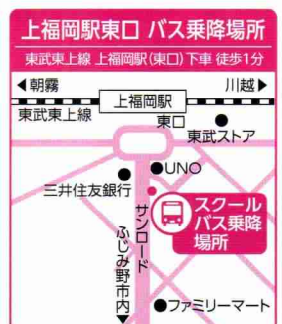 上福岡駅東口 バス乗降場所
東武東上線 上福岡駅(東口)下車 徒歩1分
◀朝霞
川越▶
上福岡駅
東武東上線
東口
東武ストア
UNO
三井住友銀行
スクール
バス乗降
場所
サンロード
ふじみ野市内▼
ファミリーマート